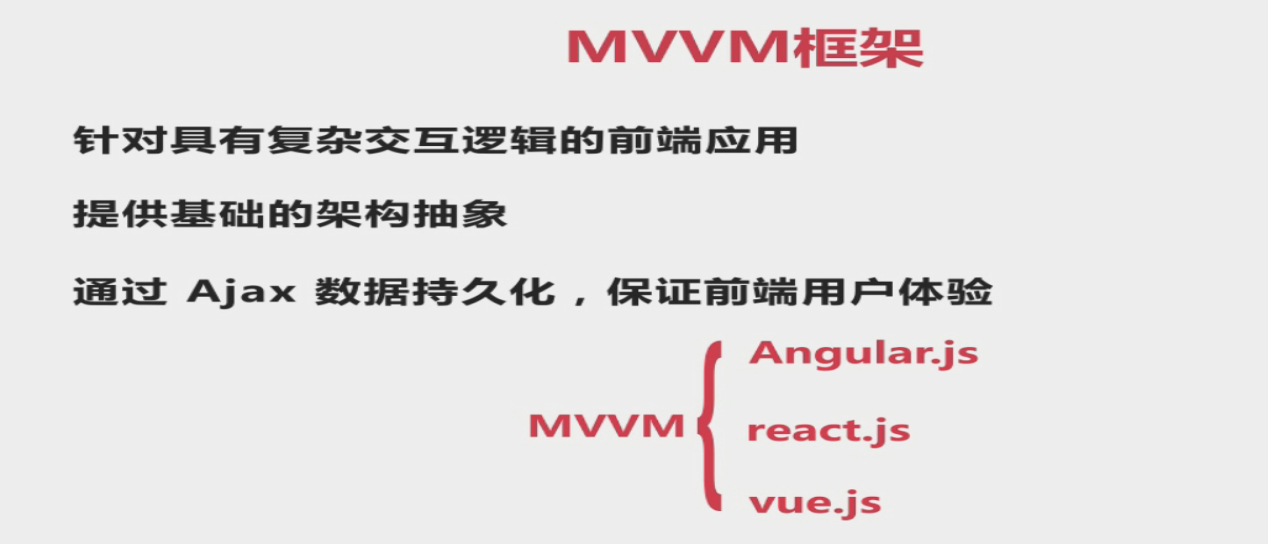 MVVM框架
针对具有复杂交互逻辑的前端应用
提供基础的架构抽象
通过 Ajax 数据持久化，保证前端用户体验
Angular.js
MVVM
react.js
vue.js